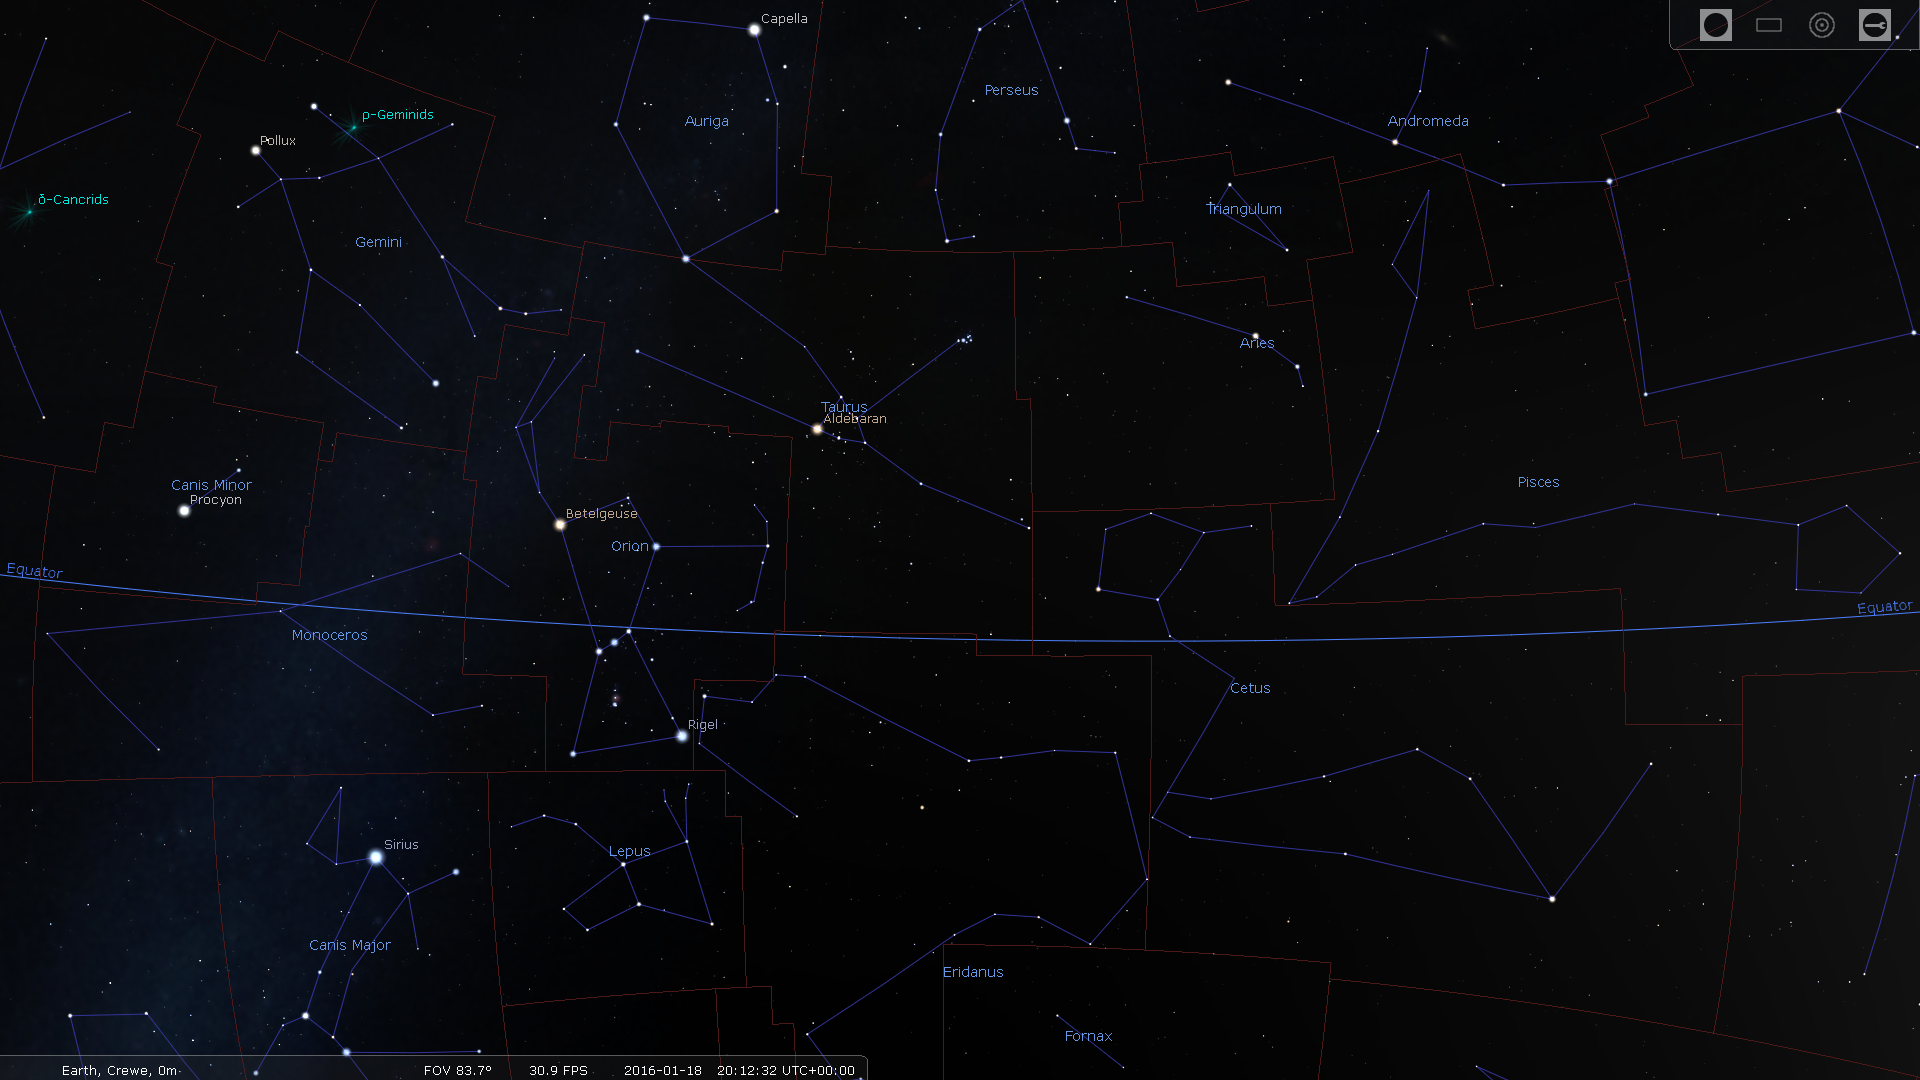 Capella
Perseus
ρ-Geminids
Auriga
Andromeda
Pollux
δ-Cancrids
Triangulum
Gemini
Aries
Taurus
Aldebaran
Canis Minor
Procyon
Pisces
Betelgeuse
Orion
Equator
Equator
Monoceros
Cetus
Rigel
Sirius
Lepus
Canis Major
Eridanus
Fornax
Earth, Crewe, 0m FOV 83.7° 30.9 FPS 2016-01-18 20:12:32 UTC+00:00